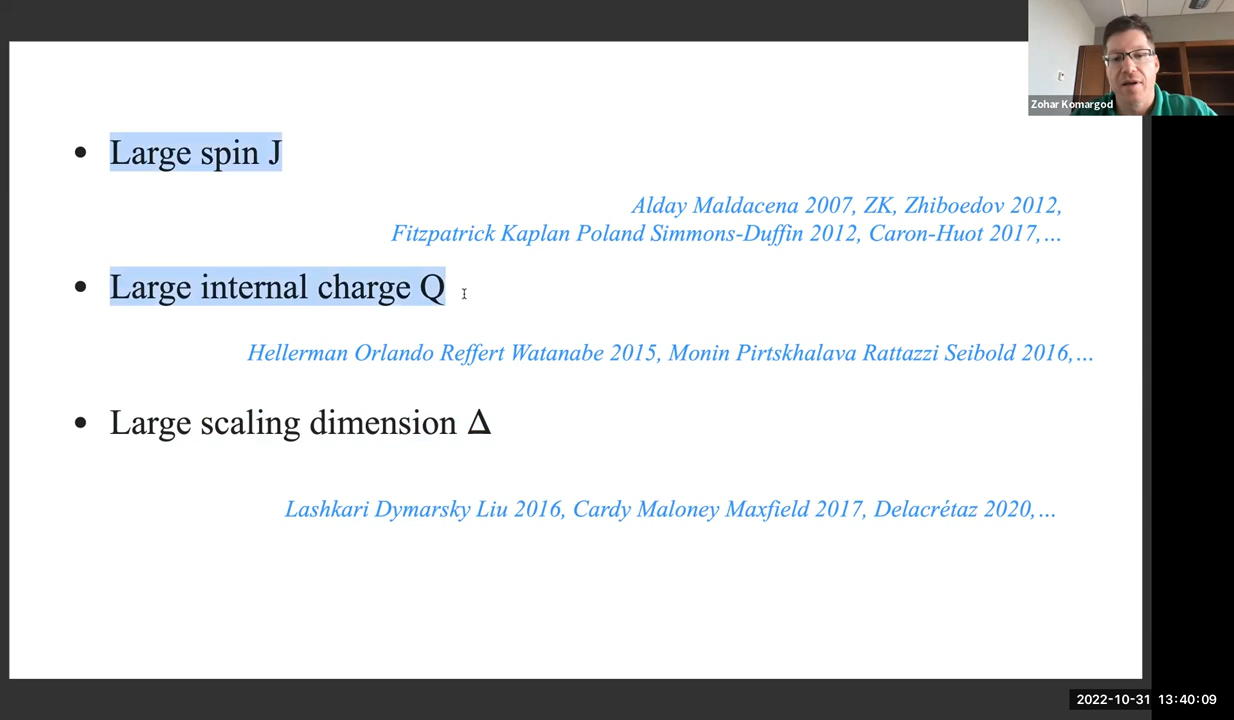 Zohar Komargod
• Large spin J
Alday Maldacena 2007, ZK, Zhiboedov 2012,
Fitzpatrick Kaplan Poland Simmons-Duffin 2012, Caron-Huot 2017,...
• Large internal charge Q
Hellerman Orlando Reffert Watanabe 2015, Monin Pirtskhalava Rattazzi Seibold 2016,...
• Large scaling dimension Δ
Lashkari Dymarsky Liu 2016, Cardy Maloney Maxfield 2017, Delacrétaz 2020,...
2022-10-31 13:40:09